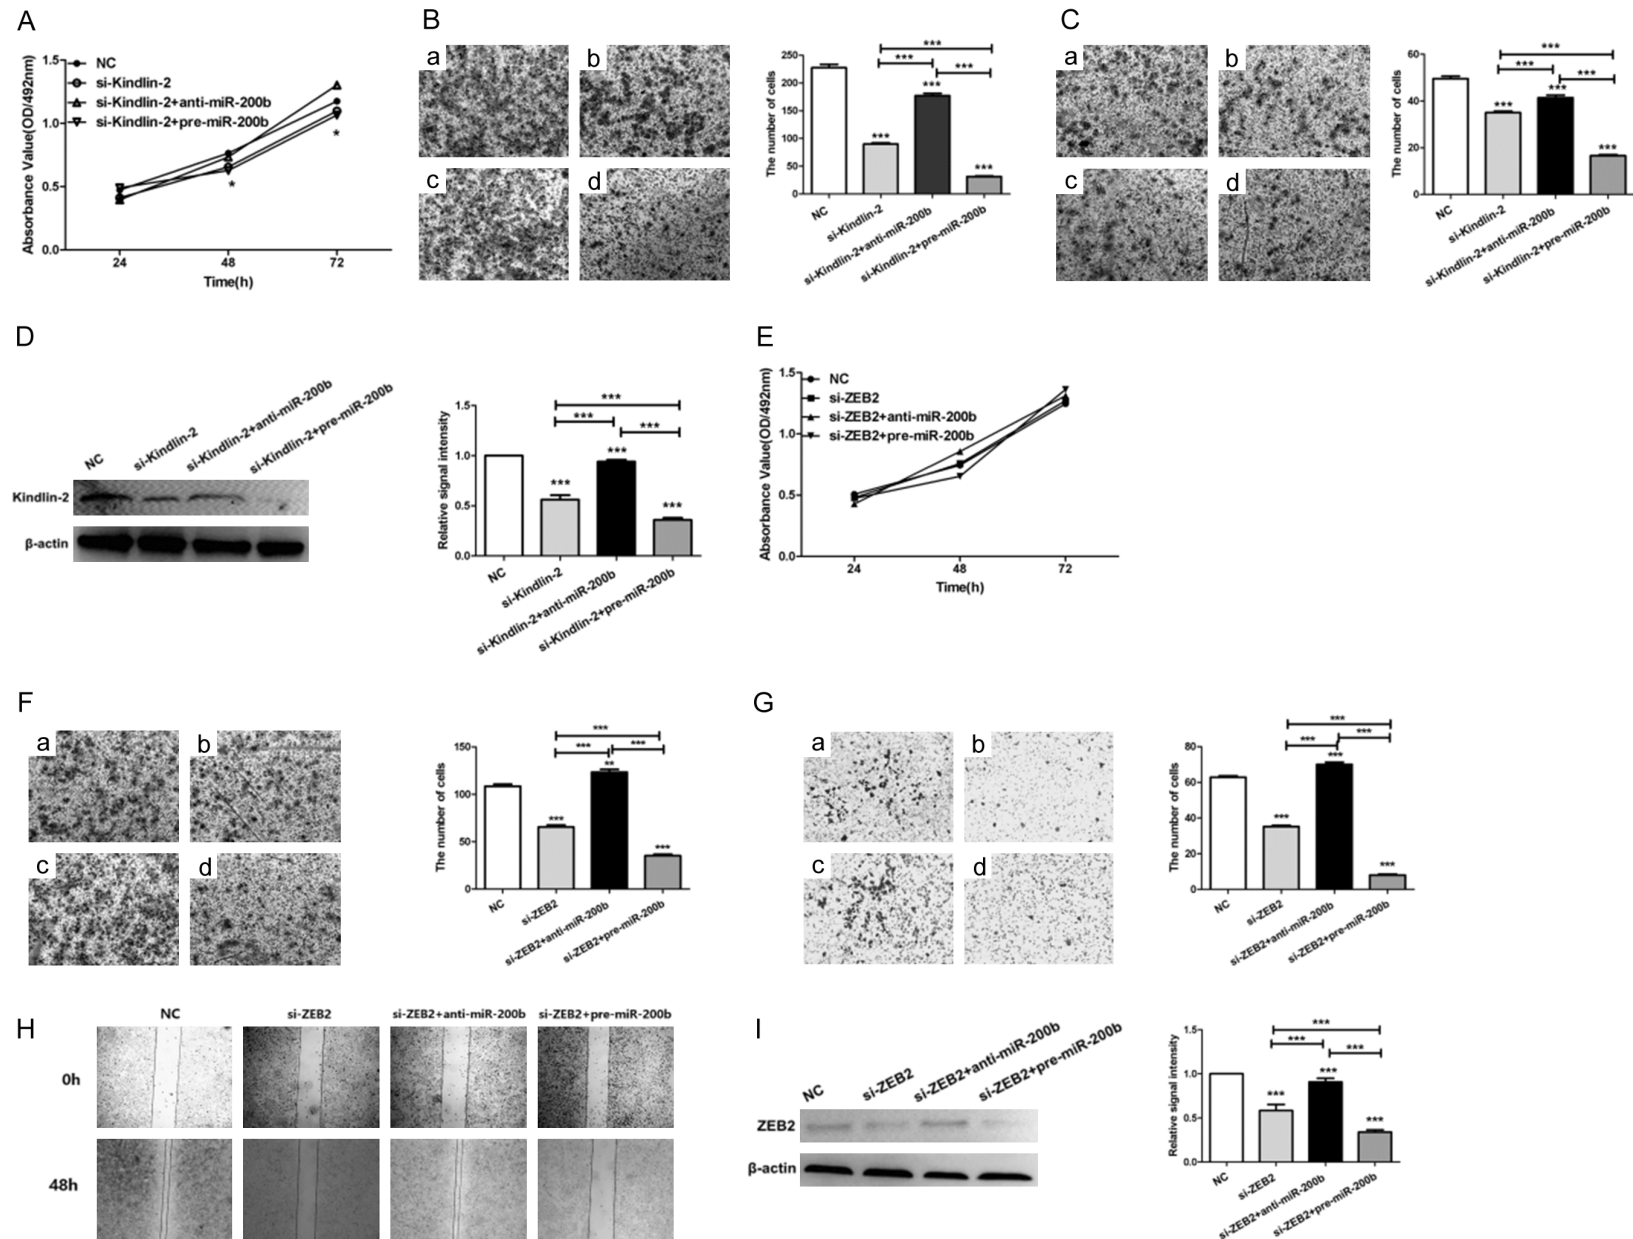 A
Absorbance Value(OD/492nm)
1.5
1.0
0.5
0.0
NC
si-Kindlin-2
si-Kindlin-2+anti-miR-200b
si-Kindlin-2+pre-miR-200b
*
*
24 48 72
Time(h)
B
a b
c d
The number of cells
250
200
150
100
50
0
***
*** ***
***
***
***
NC
si-Kindlin-2
si-Kindlin-2+anti-miR-200b
si-Kindlin-2+pre-miR-200b
C
a b
c d
The number of cells
60
40
20
0
***
*** ***
***
***
***
NC
si-Kindlin-2
si-Kindlin-2+anti-miR-200b
si-Kindlin-2+pre-miR-200b
D
NC
si-Kindlin-2
si-Kindlin-2+anti-miR-200b
si-Kindlin-2+pre-miR-200b
Kindlin-2
β-actin
Relative signal intensity
1.5
1.0
0.5
0.0
***
*** ***
***
***
***
NC
si-Kindlin-2
si-Kindlin-2+anti-miR-200b
si-Kindlin-2+pre-miR-200b
E
Absorbance Value(OD/492nm)
1.5
1.0
0.5
0.0
NC
si-ZEB2
si-ZEB2+anti-miR-200b
si-ZEB2+pre-miR-200b
24 48 72
Time(h)
F
a b
c d
The number of cells
150
100
50
0
***
*** ***
**
***
***
NC
si-ZEB2
si-ZEB2+anti-miR-200b
si-ZEB2+pre-miR-200b
G
a b
c d
The number of cells
80
60
40
20
0
***
*** ***
***
***
***
NC
si-ZEB2
si-ZEB2+anti-miR-200b
si-ZEB2+pre-miR-200b
H
NC si-ZEB2 si-ZEB2+anti-miR-200b si-ZEB2+pre-miR-200b
0h
48h
I
NC
si-ZEB2
si-ZEB2+anti-miR-200b
si-ZEB2+pre-miR-200b
ZEB2
β-actin
Relative signal intensity
1.5
1.0
0.5
0.0
***
*** ***
***
***
***
NC
si-ZEB2
si-ZEB2+anti-miR-200b
si-ZEB2+pre-miR-200b